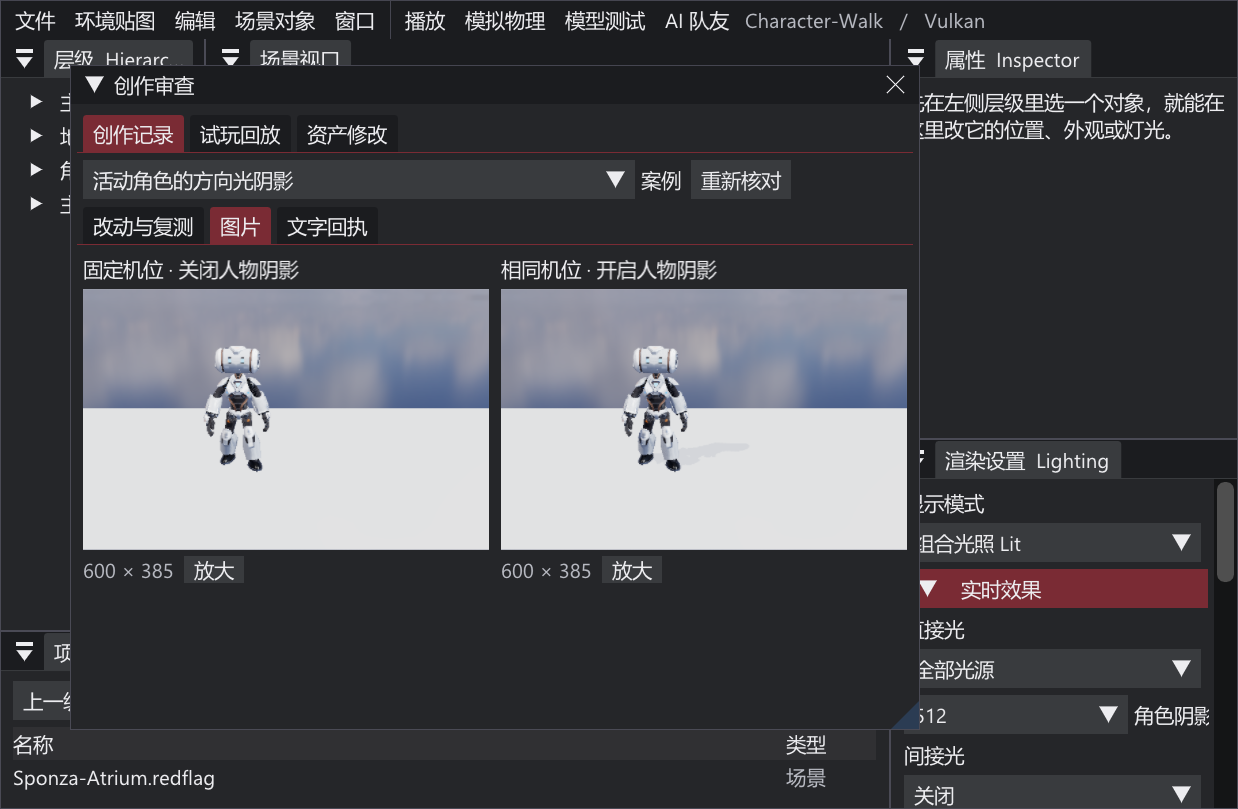 文件 环境贴图 编辑 场景对象 窗口 播放 模拟物理 模型测试 AI 队友 Character-Walk / Vulkan
层级 Hierarc... 场景视口 属性 Inspector
创作审查
在左侧层级里选一个对象，就能在
里改它的位置、外观或灯光。
创作记录 试玩回放 资产修改
活动角色的方向光阴影 案例 重新核对
改动与复测 图片 文字回执
固定机位 · 关闭人物阴影 相同机位 · 开启人物阴影
600 × 385 放大 600 × 385 放大
渲染设置 Lighting
显示模式
组合光照 Lit
实时效果
直接光
全部光源
512 角色阴影
间接光
关闭
上一级
名称 类型
Sponza-Atrium.redflag 场景